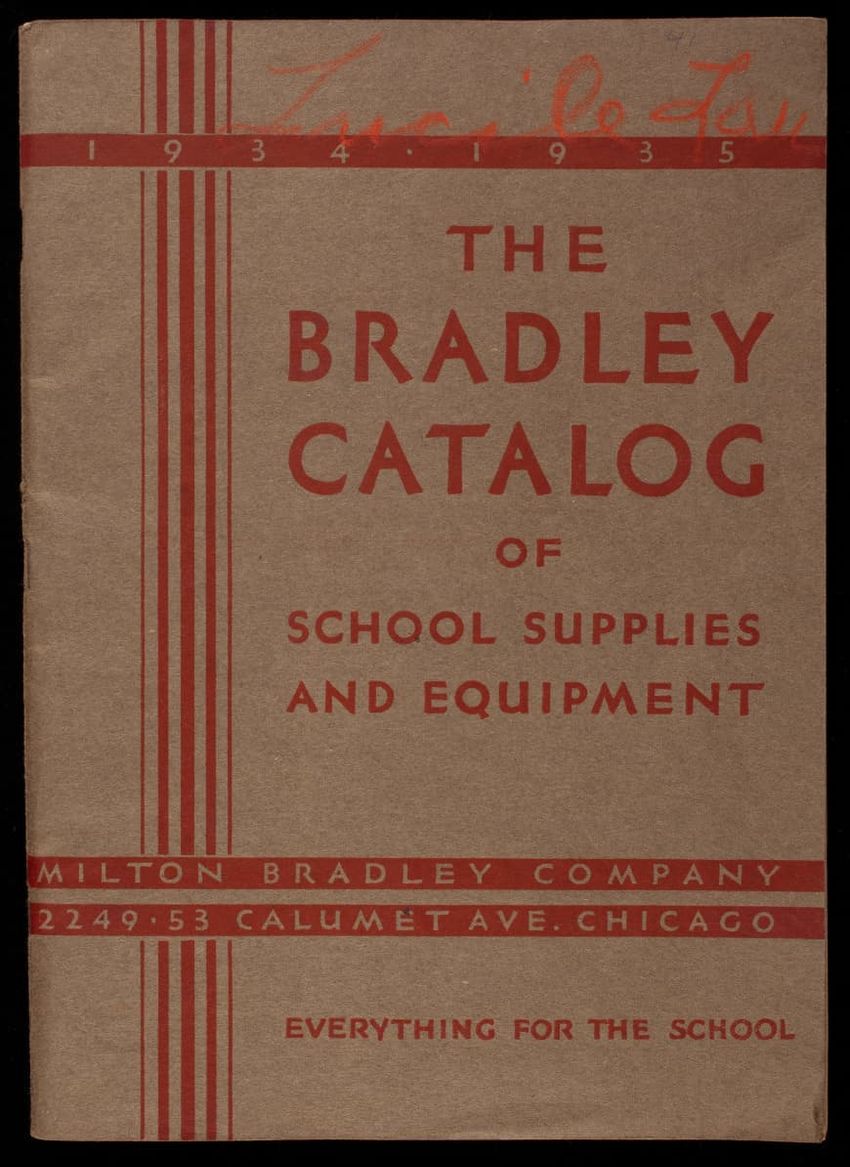 Lucile
1934·1935
THE
BRADLEY
CATALOG
OF
SCHOOL SUPPLIES
AND EQUIPMENT
MILTON BRADLEY COMPANY
2249·53 CALUMET AVE. CHICAGO
EVERYTHING FOR THE SCHOOL